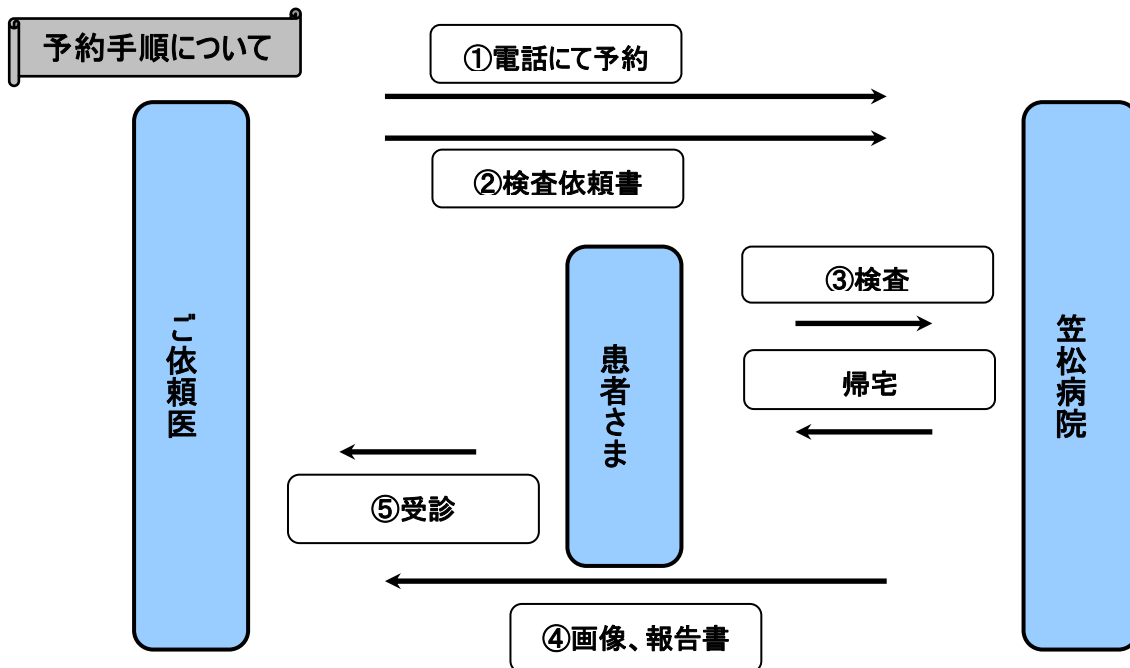 予約手順について
①電話にて予約
②検査依頼書
③検査
帰宅
ご依頼医
患者さま
笠松病院
⑤受診
④画像、報告書